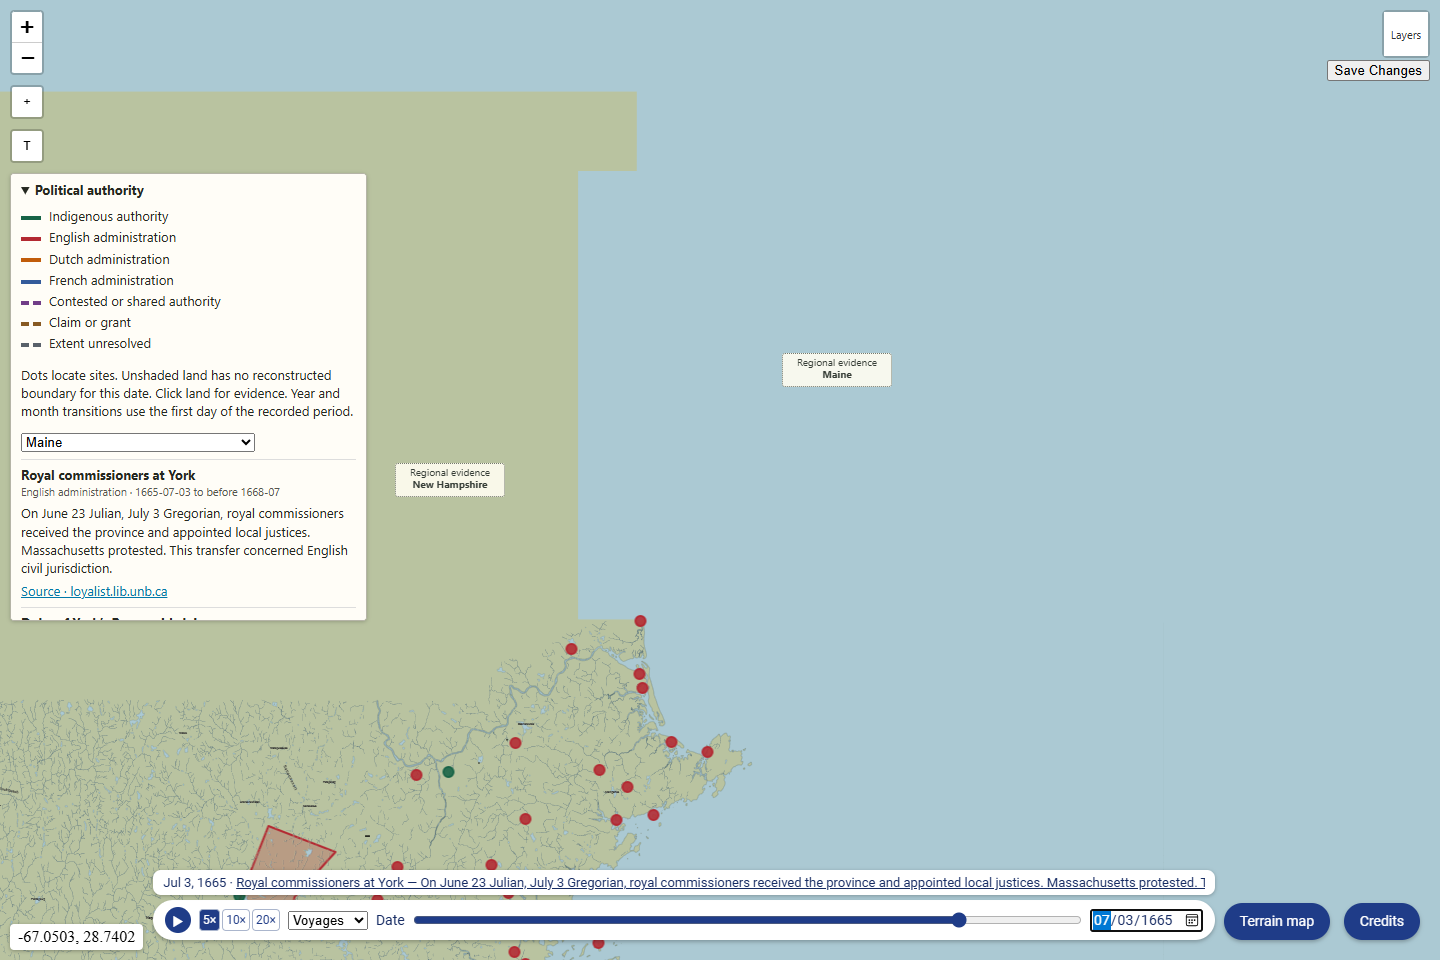 +
−
+
T
Layers
Save Changes
▼ Political authority
Indigenous authority
English administration
Dutch administration
French administration
Contested or shared authority
Claim or grant
Extent unresolved
Dots locate sites. Unshaded land has no reconstructed
boundary for this date. Click land for evidence. Year and
month transitions use the first day of the recorded period.
Maine
Royal commissioners at York
English administration · 1665-07-03 to before 1668-07
On June 23 Julian, July 3 Gregorian, royal commissioners
received the province and appointed local justices.
Massachusetts protested. This transfer concerned English
civil jurisdiction.
Source · loyalist.lib.unb.ca
Regional evidence
Maine
Regional evidence
New Hampshire
Jul 3, 1665 · Royal commissioners at York — On June 23 Julian, July 3 Gregorian, royal commissioners received the province and appointed local justices. Massachusetts protested.
5× 10× 20× Voyages Date 07/03/1665
Terrain map
Credits
-67.0503, 28.7402